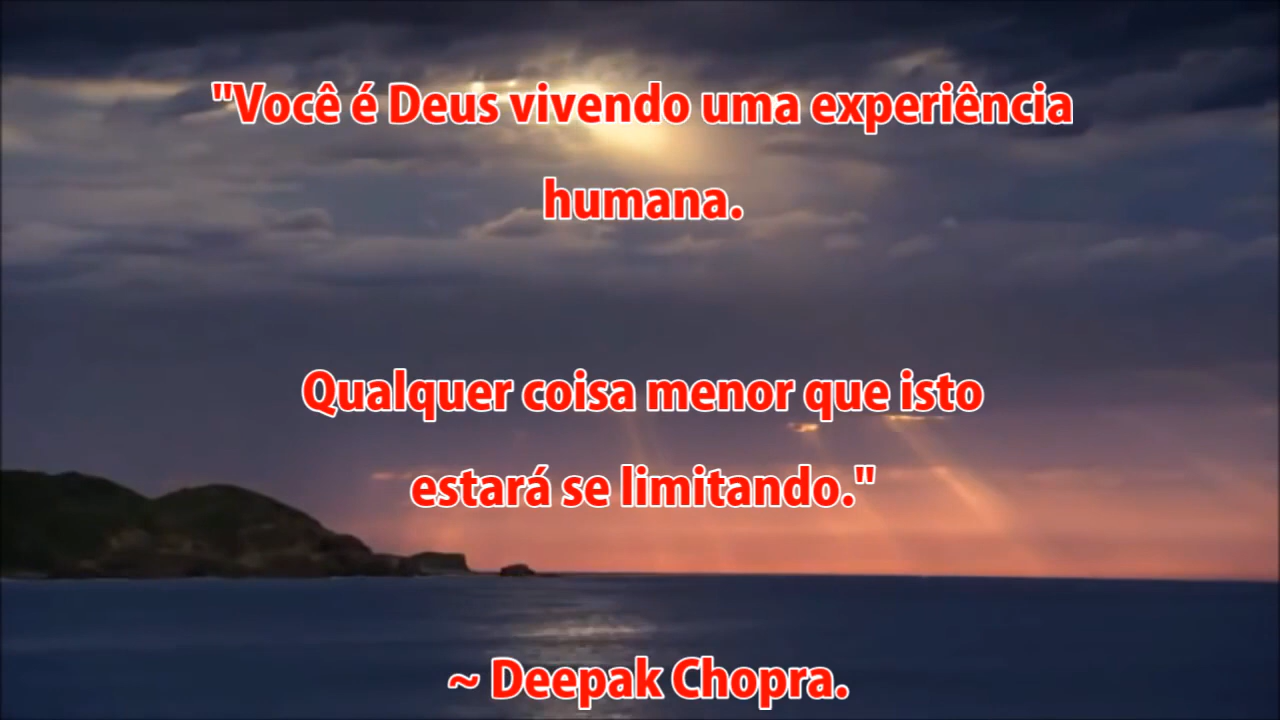 "Você é Deus vivendo uma experiência
humana.
Qualquer coisa menor que isto
estará se limitando."
~ Deepak Chopra.